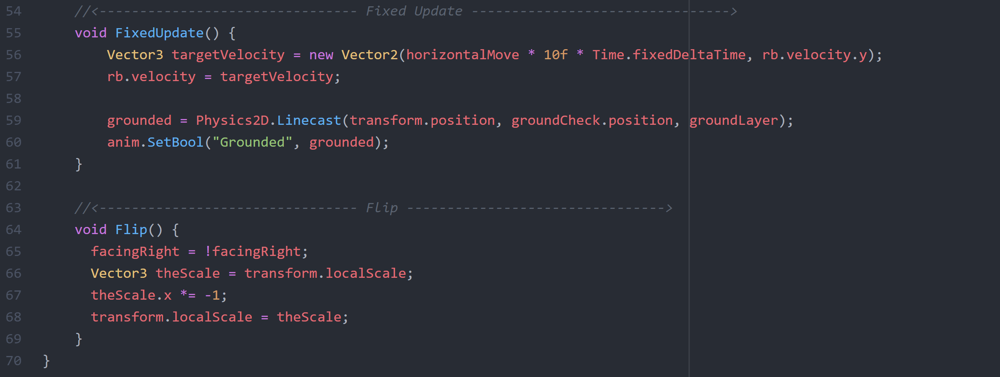 54 //<-------------------------------- Fixed Update -------------------------------->
55 void FixedUpdate() {
56 Vector3 targetVelocity = new Vector2(horizontalMove * 10f * Time.fixedDeltaTime, rb.velocity.y);
57 rb.velocity = targetVelocity;
58
59 grounded = Physics2D.Linecast(transform.position, groundCheck.position, groundLayer);
60 anim.SetBool("Grounded", grounded);
61 }
62
63 //<-------------------------------- Flip -------------------------------->
64 void Flip() {
65 facingRight = !facingRight;
66 Vector3 theScale = transform.localScale;
67 theScale.x *= -1;
68 transform.localScale = theScale;
69 }
70 }